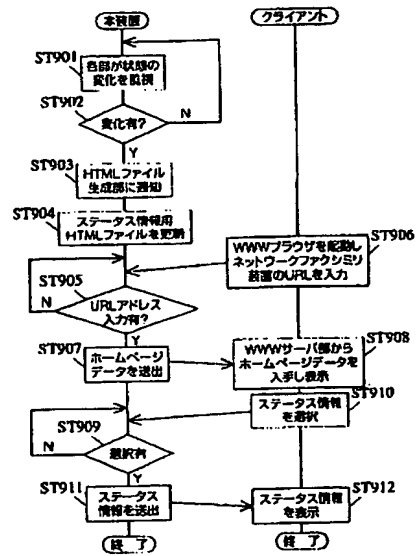 本装置
クライアント
ST901
各部が状態の
変化を監視
ST902
変化有?
N
Y
ST903
HTMLファイル
生成部に通知
ST904
ステータス情報用
HTMLファイルを更新
ST906
WWWブラウザを起動し
ネットワークファクシミリ
装置のURLを入力
ST905
URLアドレス
入力有?
N
Y
ST907
ホームページ
データを送出
ST908
WWWサーバ部から
ホームページデータを
入手し表示
ST910
ステータス情報
を選択
ST909
選択有
N
Y
ST911
ステータス
情報を送出
ST912
ステータス情報
を表示
終了
終了